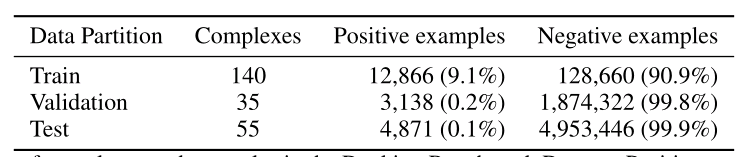 Data Partition Complexes Positive examples Negative examples
Train 140 12,866 (9.1%) 128,660 (90.9%)
Validation 35 3,138 (0.2%) 1,874,322 (99.8%)
Test 55 4,871 (0.1%) 4,953,446 (99.9%)